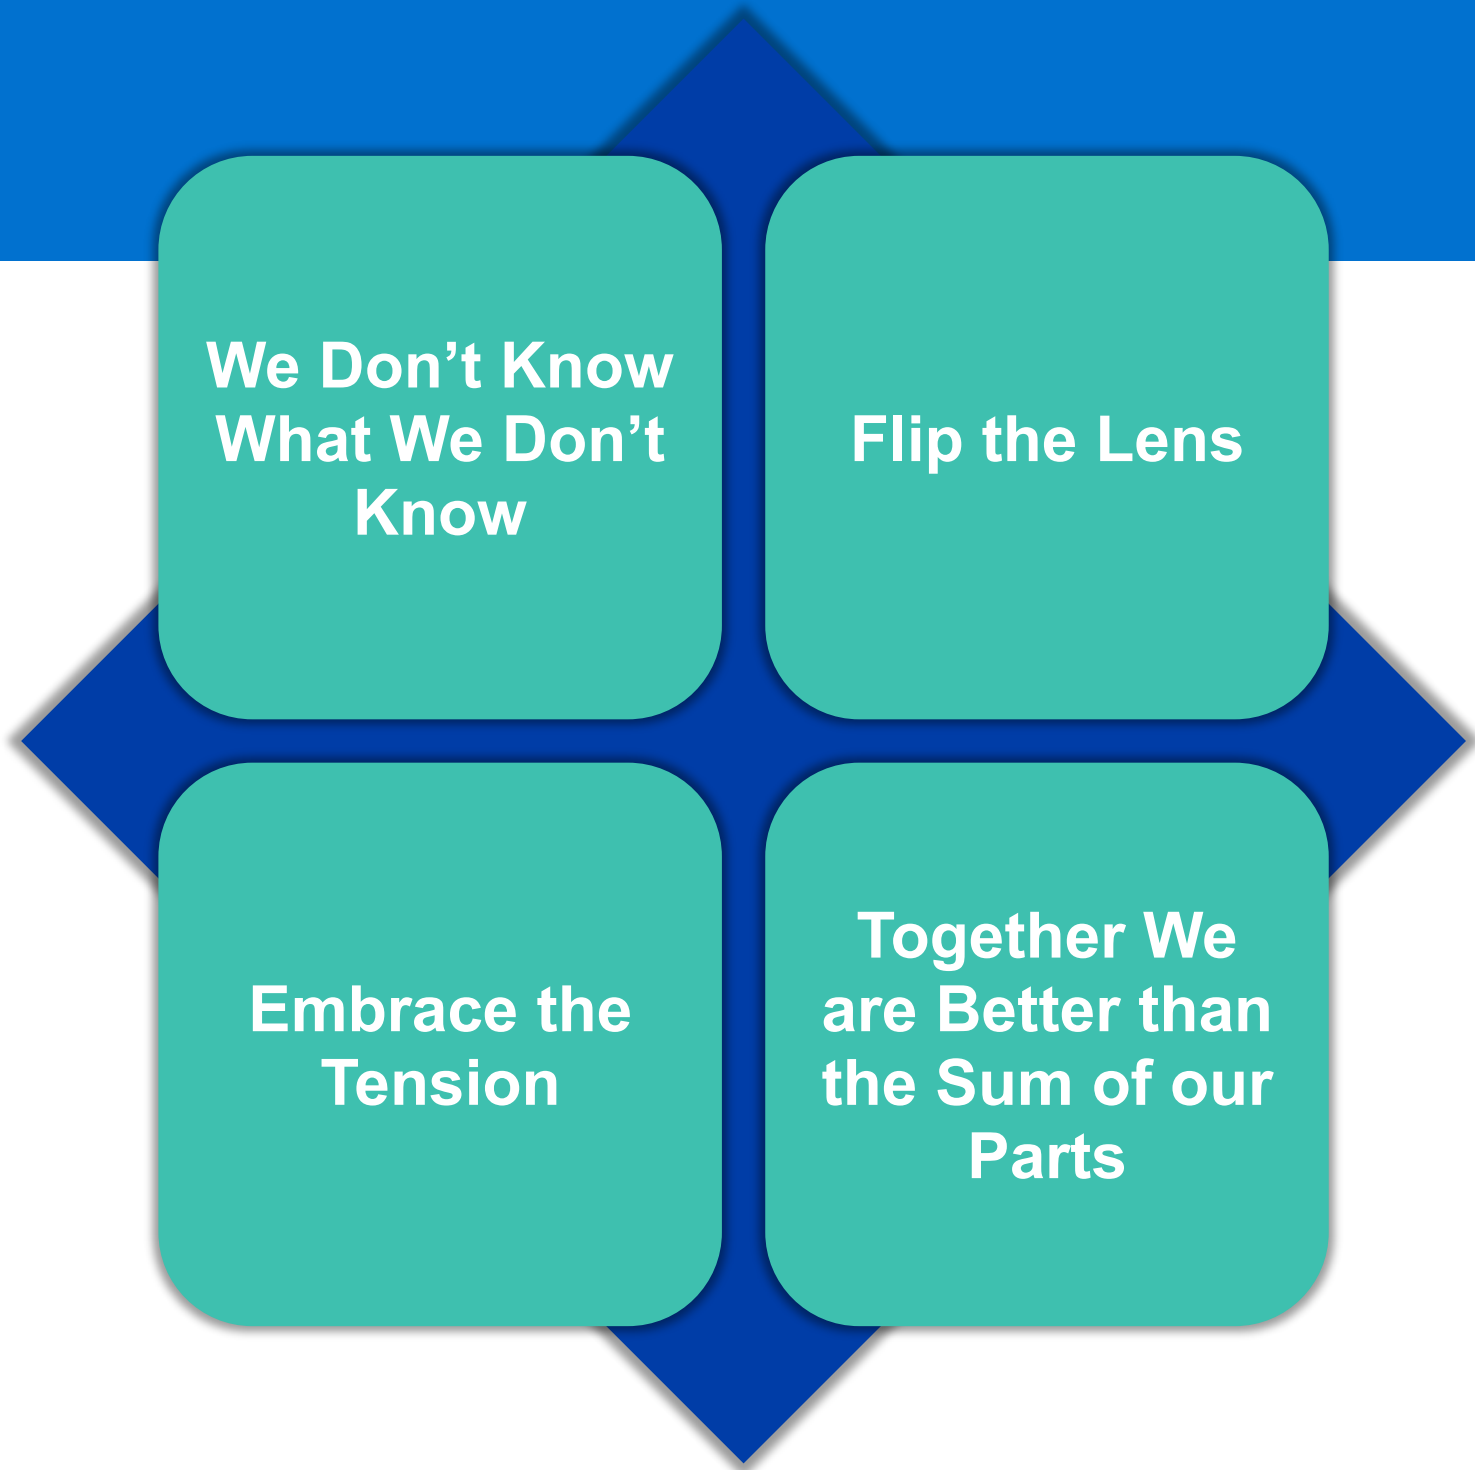 We Don’t Know
What We Don’t
Know
Flip the Lens
Embrace the
Tension
Together We
are Better than
the Sum of our
Parts